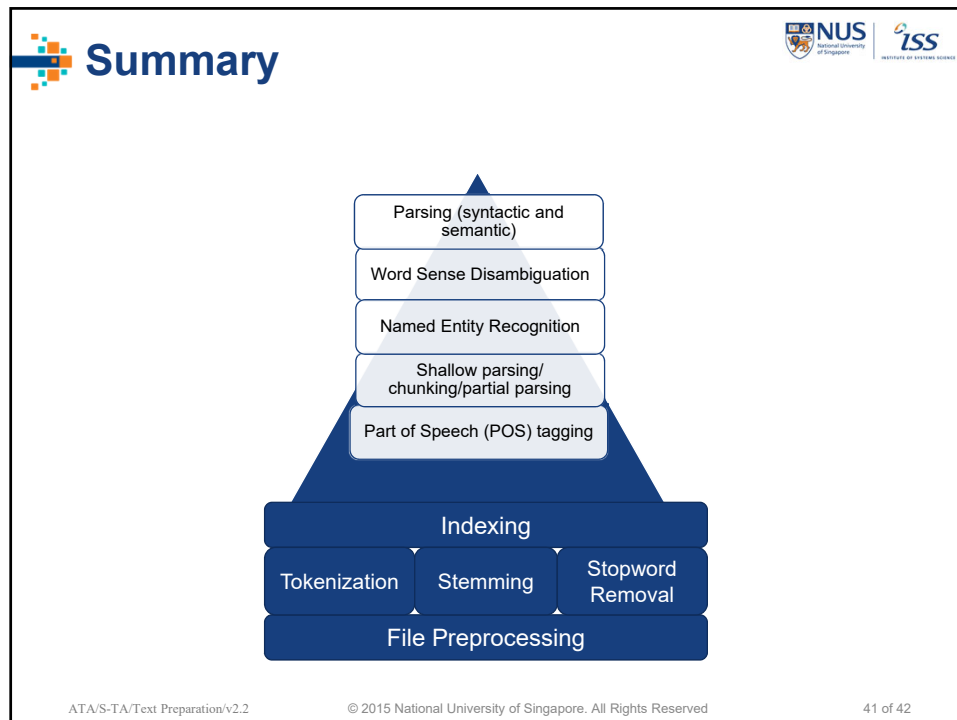 Summary
NUS
National University
of Singapore
ISS
INSTITUTE OF SYSTEMS SCIENCE
Parsing (syntactic and
semantic)
Word Sense Disambiguation
Named Entity Recognition
Shallow parsing/
chunking/partial parsing
Part of Speech (POS) tagging
Indexing
Tokenization
Stemming
Stopword
Removal
File Preprocessing
ATA/S-TA/Text Preparation/v2.2
© 2015 National University of Singapore. All Rights Reserved
41 of 42